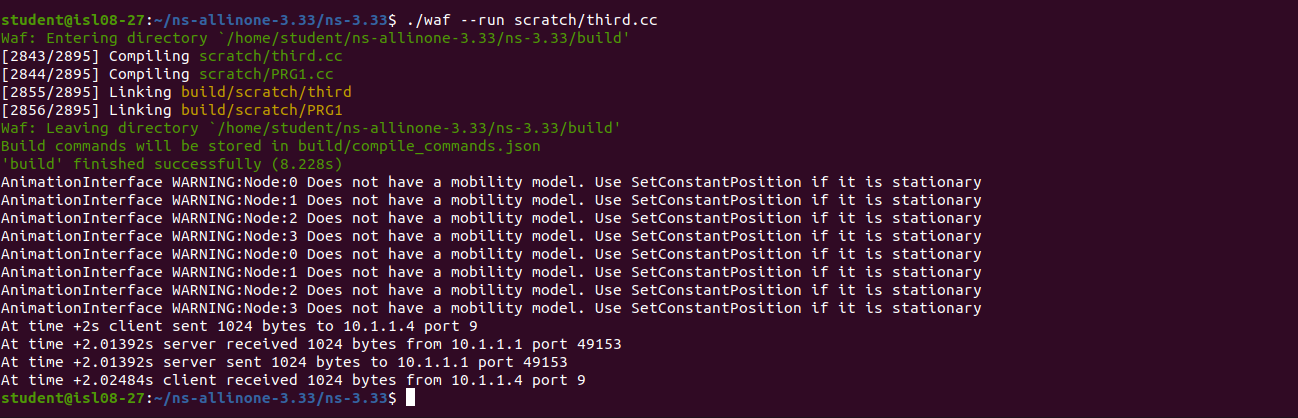 student@isl08-27:~/ns-allinone-3.33/ns-3.33$ ./waf --run scratch/third.cc
Waf: Entering directory `/home/student/ns-allinone-3.33/ns-3.33/build'
[2843/2895] Compiling scratch/third.cc
[2844/2895] Compiling scratch/PRG1.cc
[2855/2895] Linking build/scratch/third
[2856/2895] Linking build/scratch/PRG1
Waf: Leaving directory `/home/student/ns-allinone-3.33/ns-3.33/build'
Build commands will be stored in build/compile_commands.json
'build' finished successfully (8.228s)
AnimationInterface WARNING:Node:0 Does not have a mobility model. Use SetConstantPosition if it is stationary
AnimationInterface WARNING:Node:1 Does not have a mobility model. Use SetConstantPosition if it is stationary
AnimationInterface WARNING:Node:2 Does not have a mobility model. Use SetConstantPosition if it is stationary
AnimationInterface WARNING:Node:3 Does not have a mobility model. Use SetConstantPosition if it is stationary
AnimationInterface WARNING:Node:0 Does not have a mobility model. Use SetConstantPosition if it is stationary
AnimationInterface WARNING:Node:1 Does not have a mobility model. Use SetConstantPosition if it is stationary
AnimationInterface WARNING:Node:2 Does not have a mobility model. Use SetConstantPosition if it is stationary
AnimationInterface WARNING:Node:3 Does not have a mobility model. Use SetConstantPosition if it is stationary
At time +2s client sent 1024 bytes to 10.1.1.4 port 9
At time +2.01392s server received 1024 bytes from 10.1.1.1 port 49153
At time +2.01392s server sent 1024 bytes to 10.1.1.1 port 49153
At time +2.02484s client received 1024 bytes from 10.1.1.4 port 9
student@isl08-27:~/ns-allinone-3.33/ns-3.33$